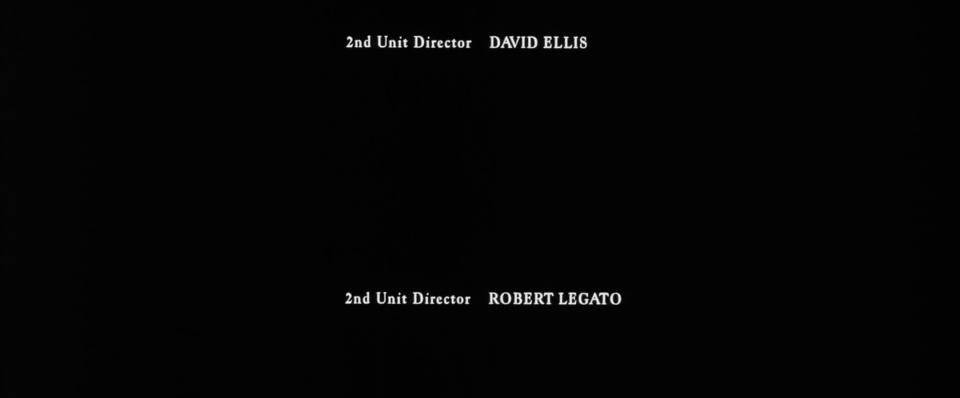 2nd Unit Director DAVID ELLIS
2nd Unit Director ROBERT LEGATO